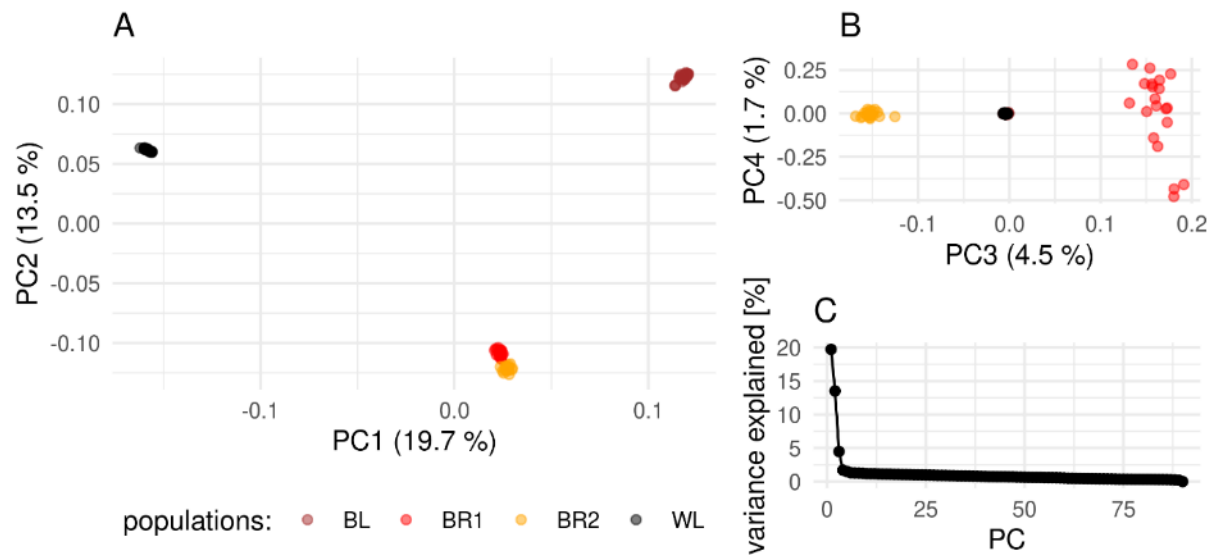 A
PC2 (13.5 %)
0.10
0.05
0.00
-0.05
-0.10
-0.1 0.0 0.1
PC1 (19.7 %)
populations: BL BR1 BR2 WL
B
PC4 (1.7 %)
0.25
0.00
-0.25
-0.50
-0.1 0.0 0.1 0.2
PC3 (4.5 %)
C
variance explained [%]
20
15
10
5
0
0 25 50 75
PC